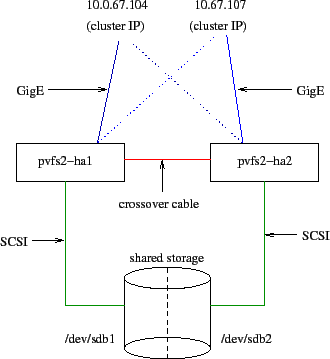 10.0.67.104 10.67.107
(cluster IP) (cluster IP)
GigE GigE
pvfs2-ha1 pvfs2-ha2
crossover cable
SCSI SCSI
shared storage
/dev/sdb1 /dev/sdb2